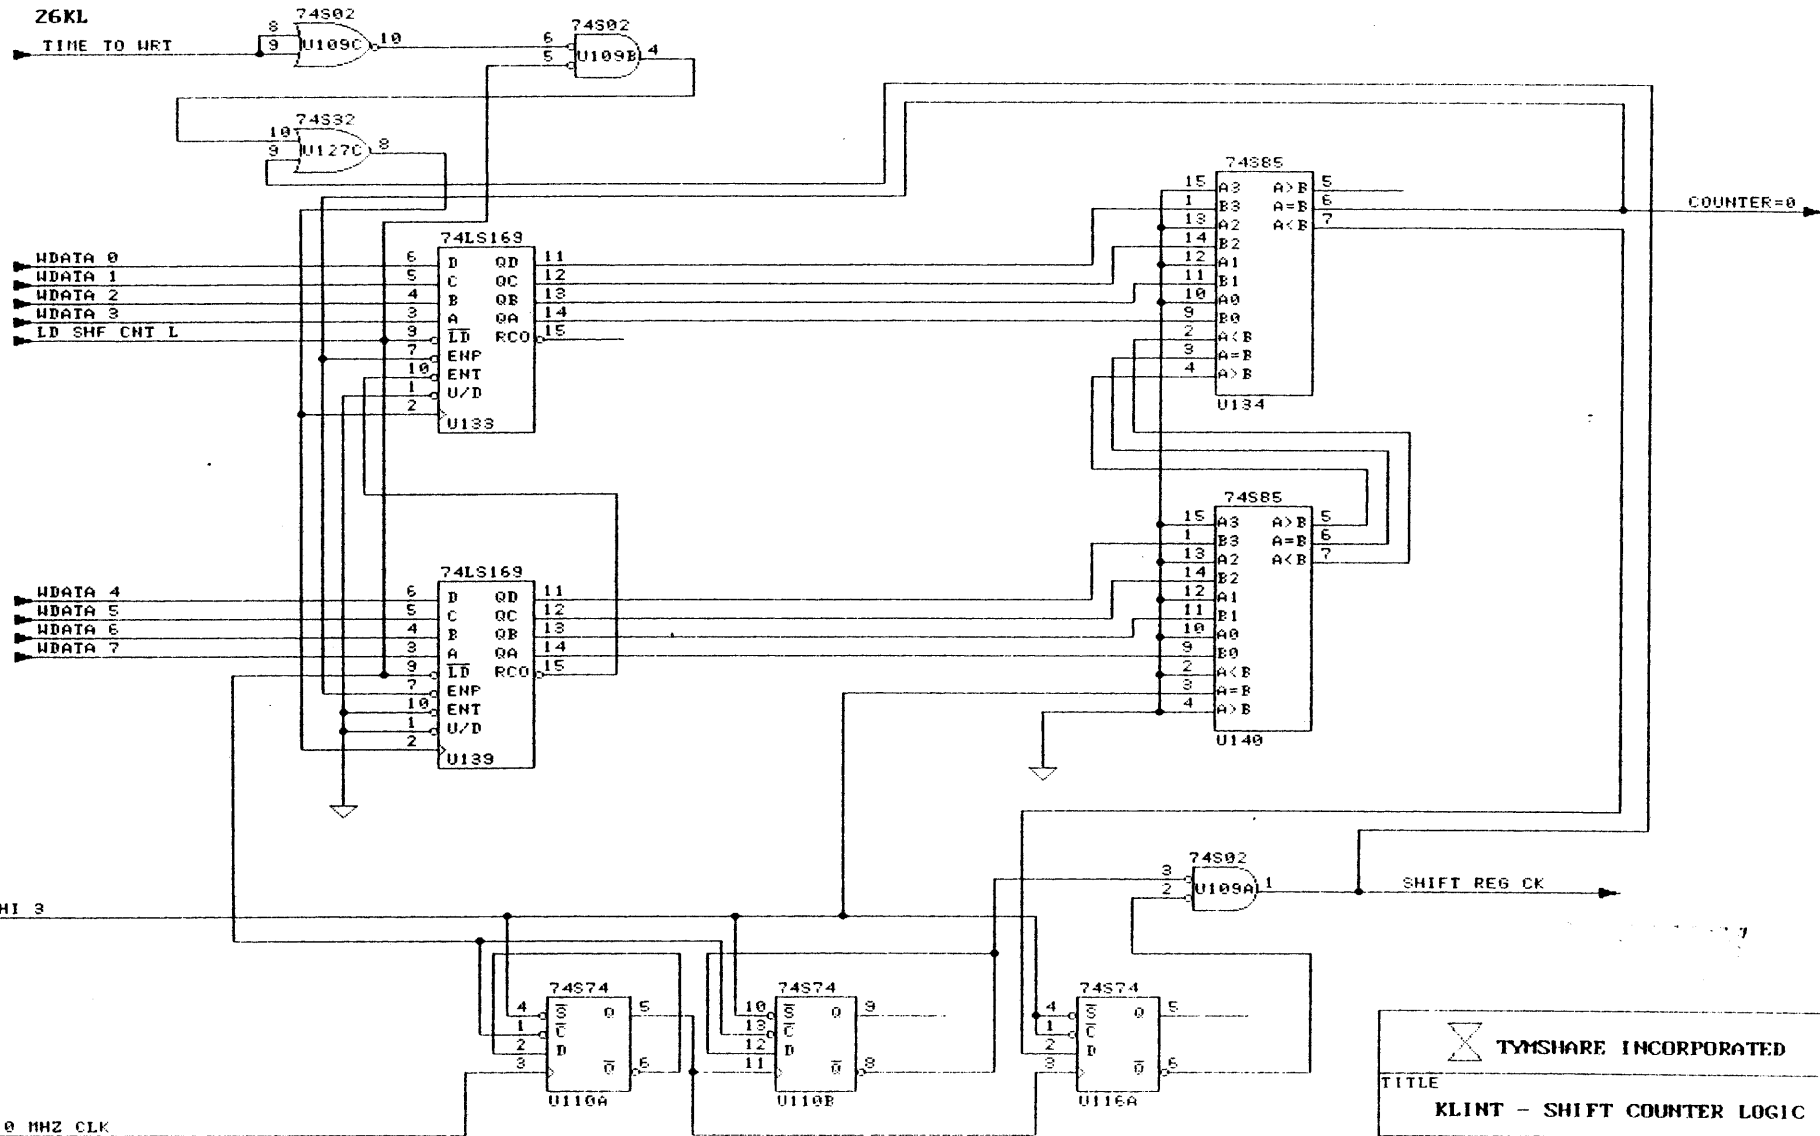 26KL
TIME TO WRT
8
9
74S02
U109C
10
6
5
74S02
U109B
4
10
9
74S32
U127C
8
WDATA 0
WDATA 1
WDATA 2
WDATA 3
LD SHF CNT L
74LS169
6 D QD 11
5 C QC 12
4 B QB 13
3 A QA 14
9 LD RCO 15
7 ENP
10 ENT
1 U/D
2
U133
74S85
15 A3 A>B 5
1 B3 A=B 6
13 A2 A<B 7
14 B2
12 A1
11 B1
10 A0
9 B0
2 A<B
3 A=B
4 A>B
U134
COUNTER=0
WDATA 4
WDATA 5
WDATA 6
WDATA 7
74LS169
6 D QD 11
5 C QC 12
4 B QB 13
3 A QA 14
9 LD RCO 15
7 ENP
10 ENT
1 U/D
2
U139
74S85
15 A3 A>B 5
1 B3 A=B 6
13 A2 A<B 7
14 B2
12 A1
11 B1
10 A0
9 B0
2 A<B
3 A=B
4 A>B
U140
74S02
3
2
U109A
1
SHIFT REG CK
HI 3
74S74
4 S Q 5
1 C
2 D
3 Q 6
U110A
74S74
10 S Q 9
13 C
12 D
11 Q 8
U110B
74S74
4 S Q 5
1 C
2 D
3 Q 6
U116A
0 MHZ CLK
TYMSHARE INCORPORATED
TITLE
KLINT - SHIFT COUNTER LOGIC